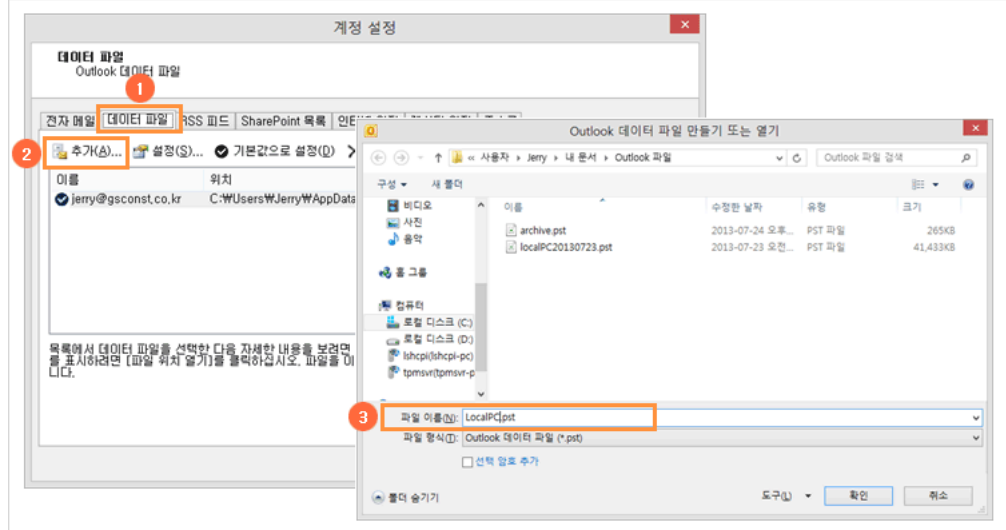 계정 설정
데이터 파일
Outlook 데이터 파일
1
전자 메일 데이터 파일 RSS 피드 SharePoint 목록
2 추가(A)... 설정(S)... 기본값으로 설정(D)
이름 위치
jerry@gsconst.co.kr C:₩Users₩Jerry₩AppData
목록에서 데이터 파일을 선택한 다음 자세한 내용을 보려면
를 표시하려면 [파일 위치 열기]를 클릭하십시오. 파일을 이
니다.
Outlook 데이터 파일 만들기 또는 열기
« 사용자 ▸ Jerry ▸ 내 문서 ▸ Outlook 파일
Outlook 파일 검색
구성 새 폴더
이름 수정한 날짜 유형 크기
비디오
사진
음악
홈 그룹
컴퓨터
로컬 디스크 (C:)
로컬 디스크 (D:)
lshcpi(lshcpi-pc)
tpmsvr(tpmsvr-p
archive.pst 2013-07-24 오후... PST 파일 265KB
localPC20130723.pst 2013-07-23 오전... PST 파일 41,433KB
3 파일 이름(N): LocalPC.pst
파일 형식(T): Outlook 데이터 파일 (*.pst)
선택 암호 추가
폴더 숨기기
도구(L) 확인 취소